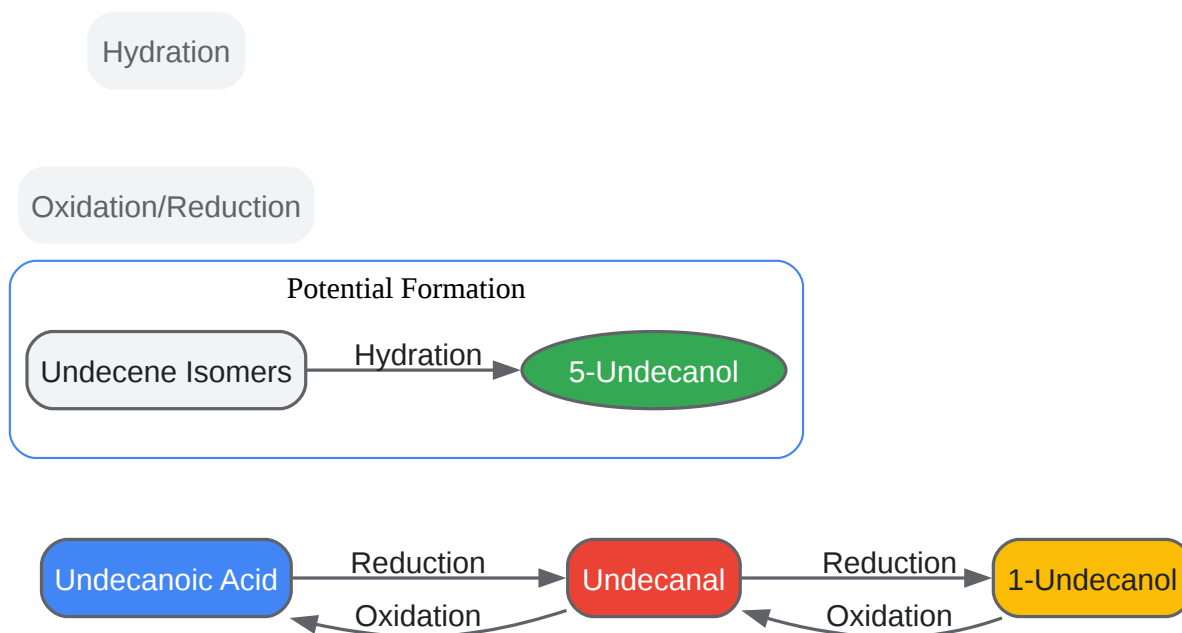 Hydration
Oxidation/Reduction
Potential Formation
Undecene Isomers
Hydration
5-Undecanol
Undecanoic Acid
Reduction
Undecanal
Reduction
1-Undecanol
Oxidation
Oxidation